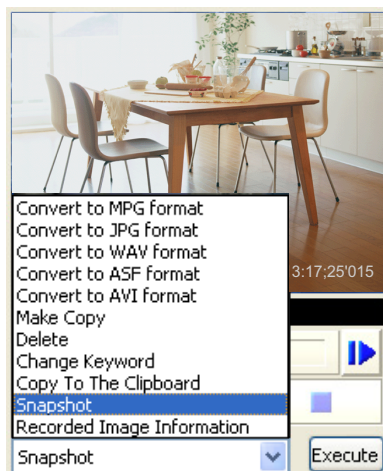 Convert to MPG format
Convert to JPG format
Convert to WAV format
Convert to ASF format
Convert to AVI format
3:17;25'015
Make Copy
Delete
Change Keyword
Copy To The Clipboard
Snapshot
Recorded Image Information
Snapshot
Execute